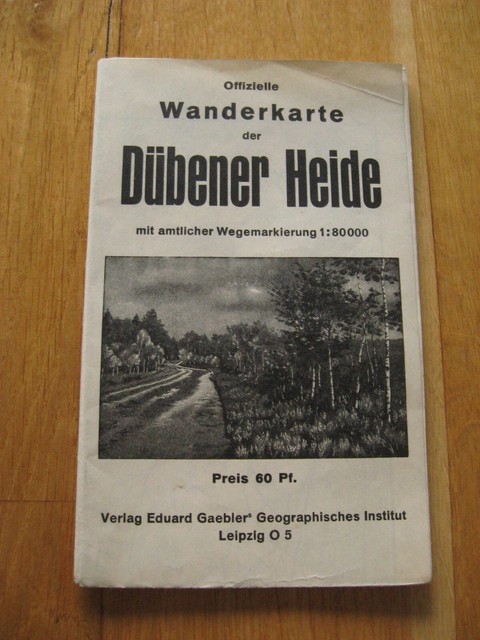 Offizielle
Wanderkarte
der
Dübener Heide
mit amtlicher Wegemarkierung 1:80000
Preis 60 Pf.
Verlag Eduard Gaebler's Geographisches Institut
Leipzig O 5